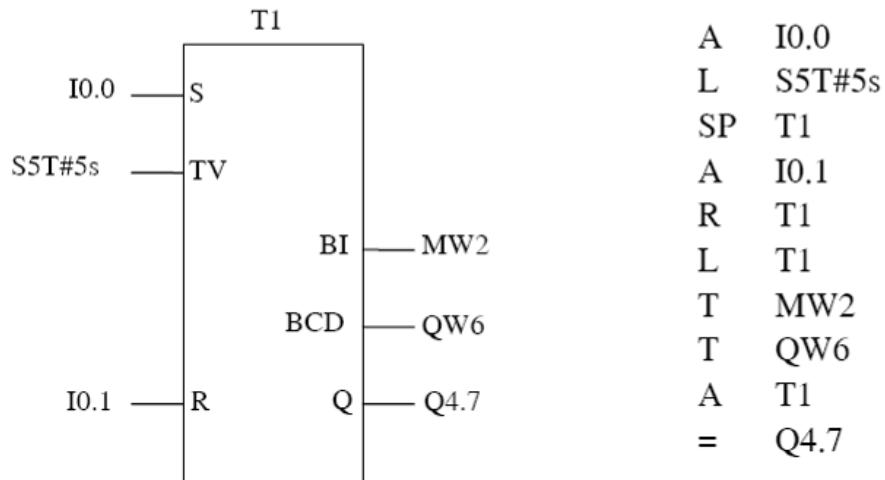 T1
I0.0 S
S5T#5s TV
BI MW2
BCD QW6
I0.1 R Q Q4.7
A I0.0
L S5T#5s
SP T1
A I0.1
R T1
L T1
T MW2
T QW6
A T1
= Q4.7